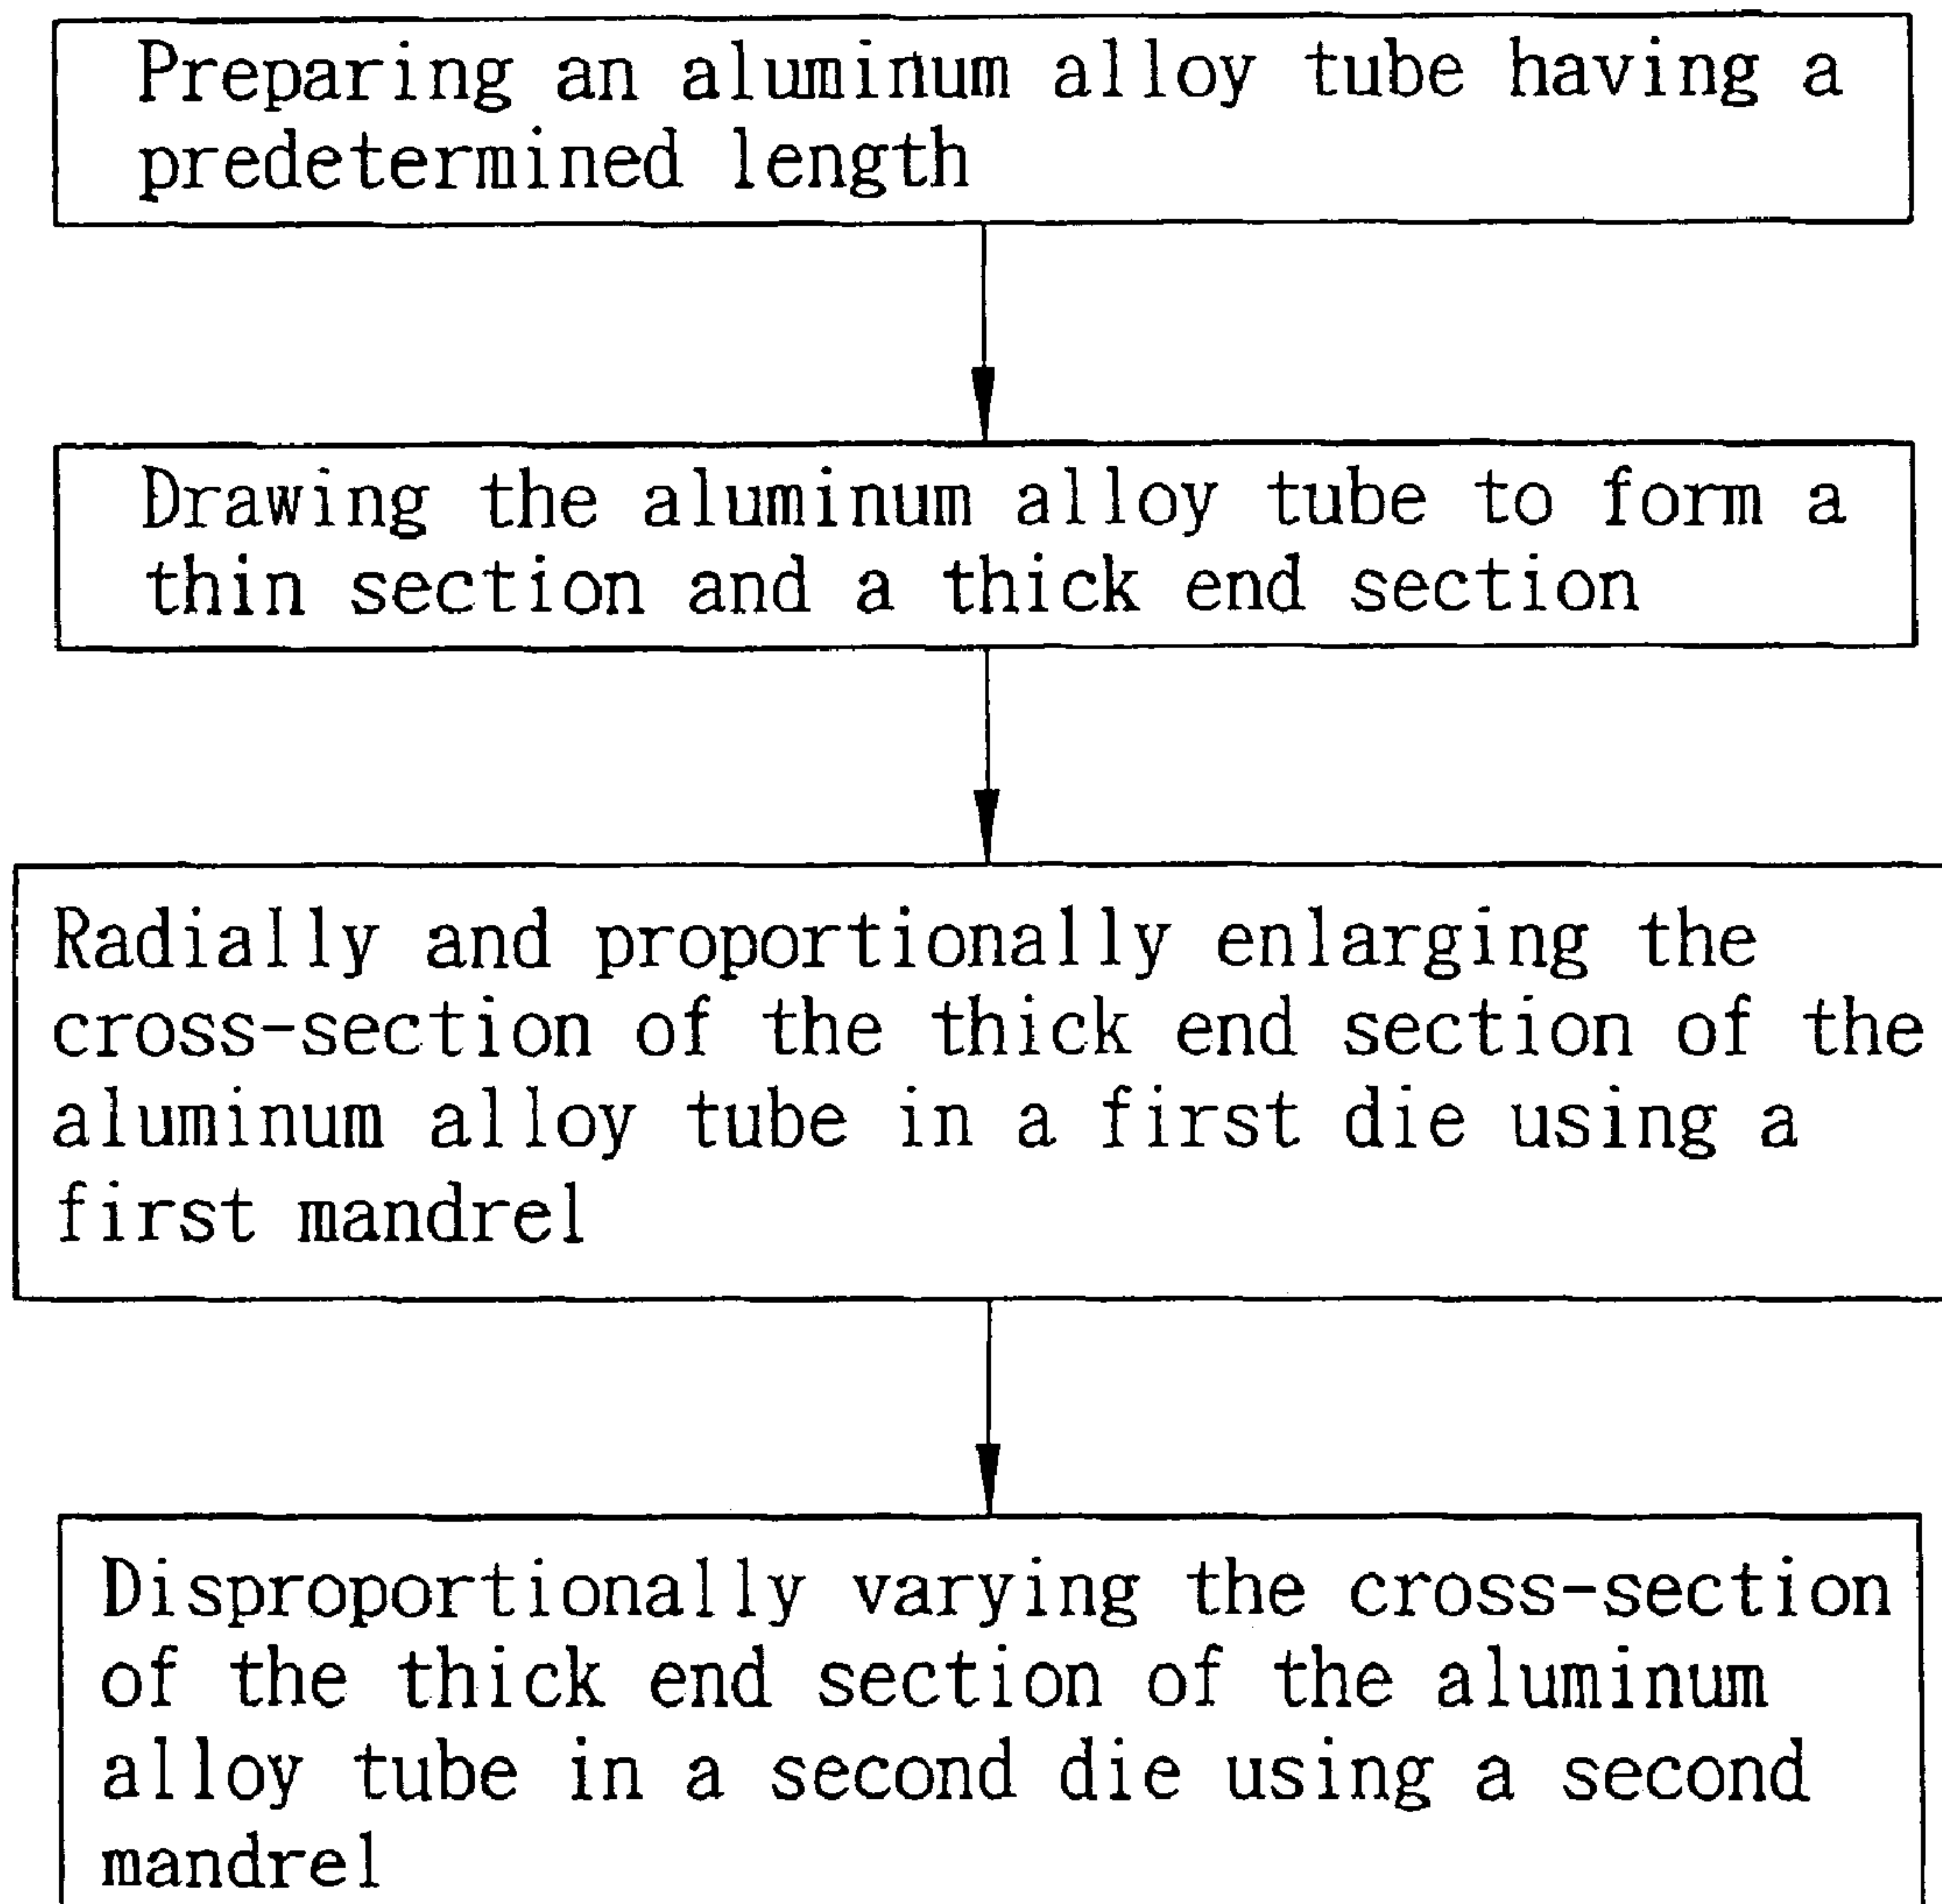 Preparing an aluminum alloy tube having a
predetermined length
Drawing the aluminum alloy tube to form a
thin section and a thick end section
Radially and proportionally enlarging the
cross-section of the thick end section of the
aluminum alloy tube in a first die using a
first mandrel
Disproportionally varying the cross-section
of the thick end section of the aluminum
alloy tube in a second die using a second
mandrel